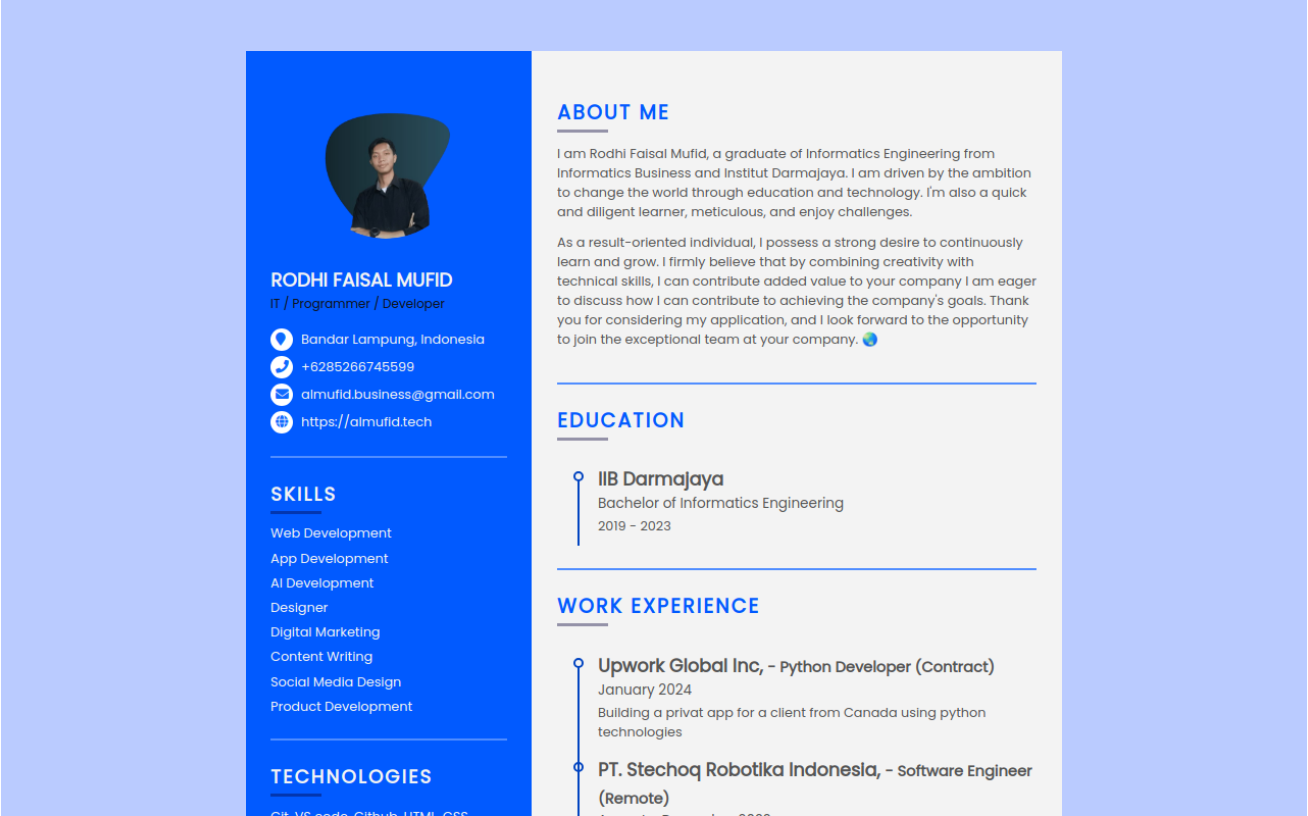 RODHI FAISAL MUFID
IT / Programmer / Developer
Bandar Lampung, Indonesia
+6285266745599
almufid.business@gmail.com
https://almufid.tech
SKILLS
Web Development
App Development
AI Development
Designer
Digital Marketing
Content Writing
Social Media Design
Product Development
TECHNOLOGIES
Git, VS code, Github, HTML, CSS,
ABOUT ME
I am Rodhi Faisal Mufid, a graduate of Informatics Engineering from
Informatics Business and Institut Darmajaya. I am driven by the ambition
to change the world through education and technology. I'm also a quick
and diligent learner, meticulous, and enjoy challenges.
As a result-oriented individual, I possess a strong desire to continuously
learn and grow. I firmly believe that by combining creativity with
technical skills, I can contribute added value to your company I am eager
to discuss how I can contribute to achieving the company's goals. Thank
you for considering my application, and I look forward to the opportunity
to join the exceptional team at your company. 🌏
EDUCATION
IIB Darmajaya
Bachelor of Informatics Engineering
2019 - 2023
WORK EXPERIENCE
Upwork Global Inc, - Python Developer (Contract)
January 2024
Building a privat app for a client from Canada using python
technologies
PT. Stechoq Robotika Indonesia, - Software Engineer
(Remote)